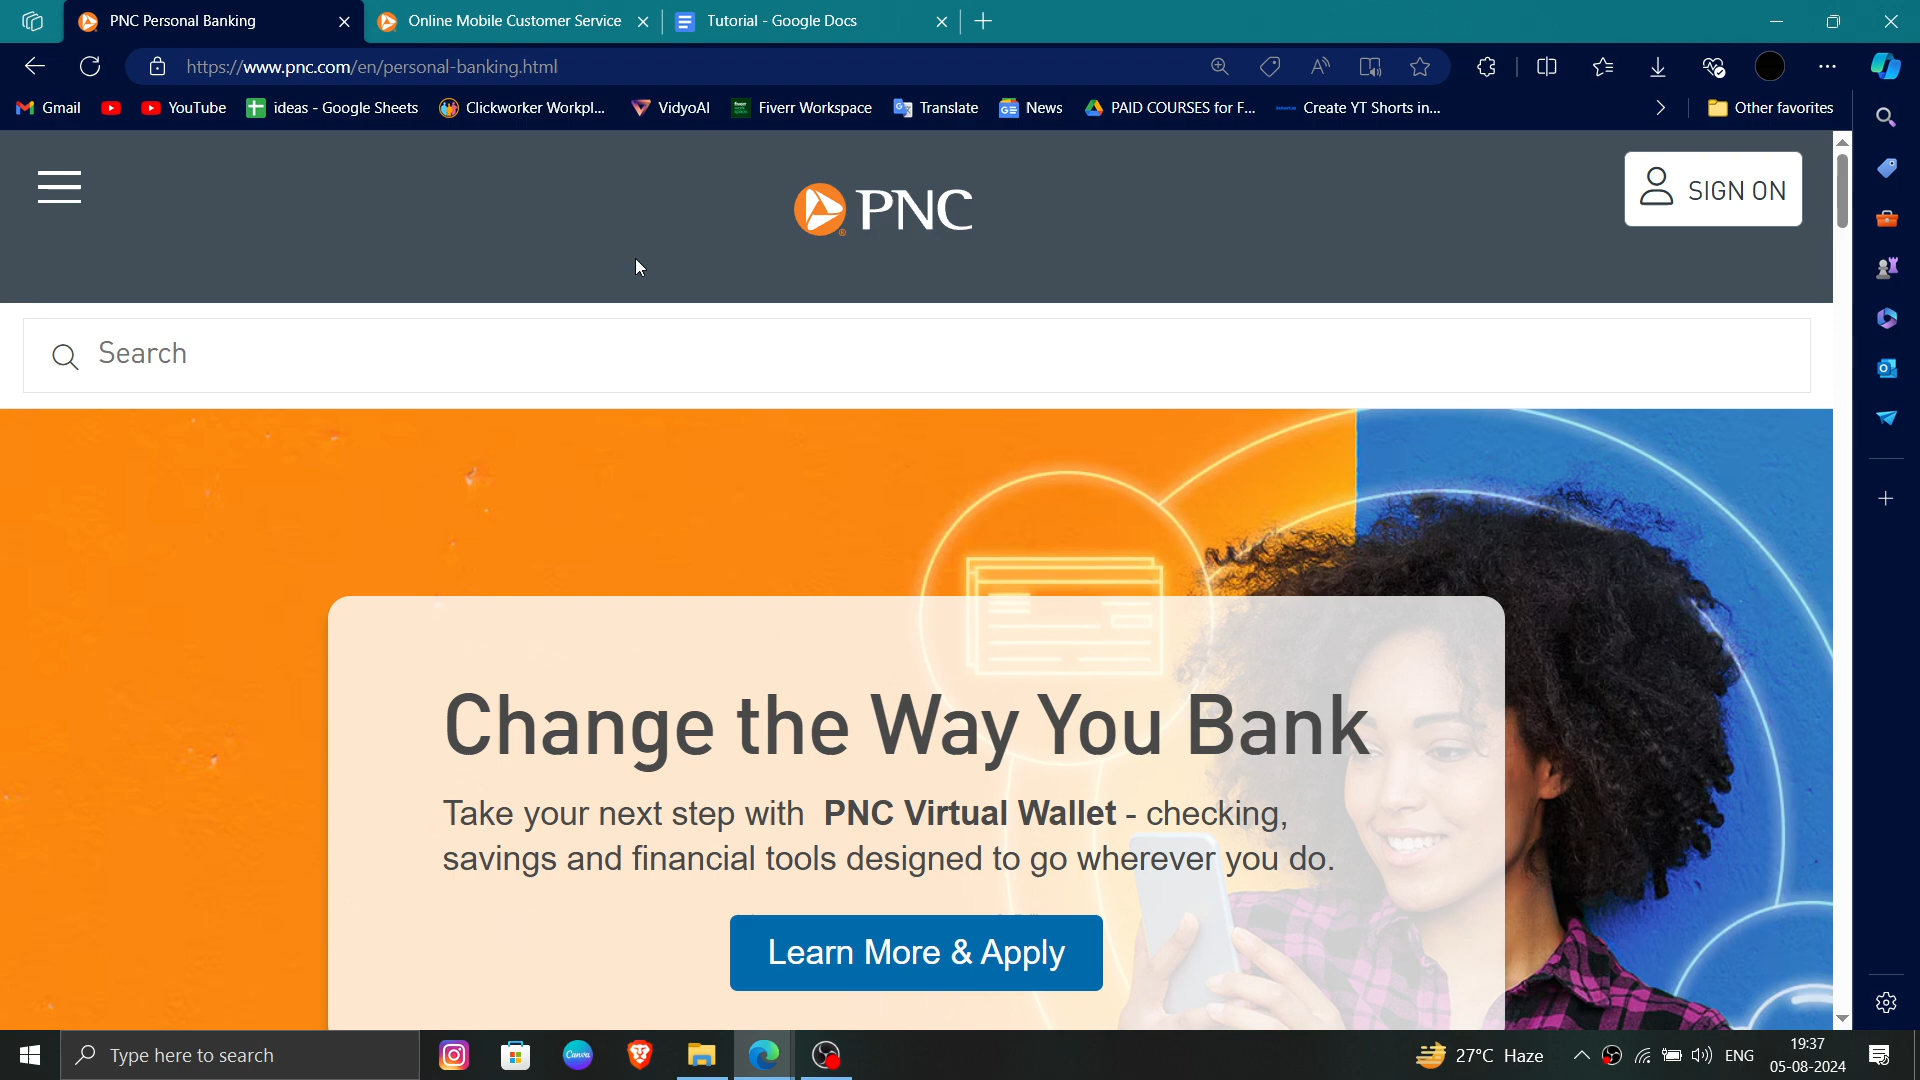 PNC Personal Banking
Online Mobile Customer Service
Tutorial - Google Docs
https://www.pnc.com/en/personal-banking.html
Gmail
YouTube
ideas - Google Sheets
Clickworker Workpl...
VidyoAI
Fiverr Workspace
Translate
News
PAID COURSES for F...
Create YT Shorts in...
Other favorites
PNC
SIGN ON
Search
Change the Way You Bank
Take your next step with PNC Virtual Wallet - checking,
savings and financial tools designed to go wherever you do.
Learn More & Apply
Type here to search
Canva
27°C Haze
ENG
19:37
05-08-2024